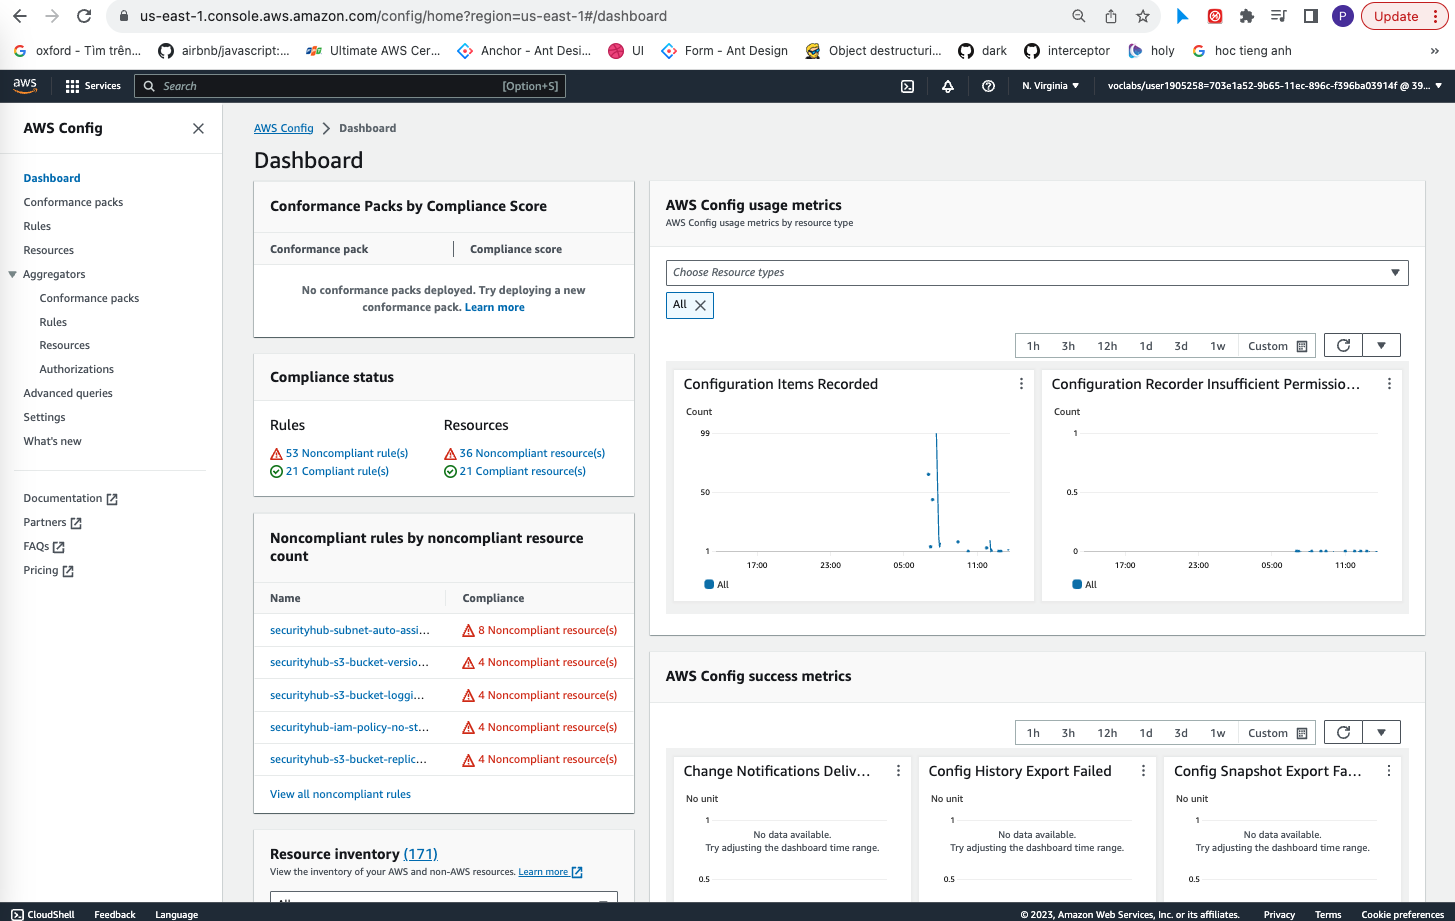 us-east-1.console.aws.amazon.com/config/home?region=us-east-1#/dashboard
P
Update
oxford - Tìm trên...
airbnb/javascript:...
Ultimate AWS Cer...
Anchor - Ant Desi...
UI
Form - Ant Design
Object destructuri...
dark
interceptor
holy
hoc tieng anh
»
aws
Services
Search
[Option+S]
N. Virginia
voclabs/user1905258=703e1a52-9b65-11ec-896c-f396ba03914f @ 39...
AWS Config
Dashboard
Conformance packs
Rules
Resources
Aggregators
Conformance packs
Rules
Resources
Authorizations
Advanced queries
Settings
What's new
Documentation
Partners
FAQs
Pricing
AWS Config
Dashboard
Dashboard
Conformance Packs by Compliance Score
Conformance pack
Compliance score
No conformance packs deployed. Try deploying a new
conformance pack. Learn more
Compliance status
Rules
Resources
53 Noncompliant rule(s)
36 Noncompliant resource(s)
21 Compliant rule(s)
21 Compliant resource(s)
Noncompliant rules by noncompliant resource
count
Name
Compliance
securityhub-subnet-auto-assi...
8 Noncompliant resource(s)
securityhub-s3-bucket-versio...
4 Noncompliant resource(s)
securityhub-s3-bucket-loggi...
4 Noncompliant resource(s)
securityhub-iam-policy-no-st...
4 Noncompliant resource(s)
securityhub-s3-bucket-replic...
4 Noncompliant resource(s)
View all noncompliant rules
Resource inventory (171)
View the inventory of your AWS and non-AWS resources. Learn more
AWS Config usage metrics
AWS Config usage metrics by resource type
Choose Resource types
All
1h
3h
12h
1d
3d
1w
Custom
Configuration Items Recorded
Count
99
50
1
17:00
23:00
05:00
11:00
All
Configuration Recorder Insufficient Permissio...
Count
1
0.5
0
17:00
23:00
05:00
11:00
All
AWS Config success metrics
1h
3h
12h
1d
3d
1w
Custom
Change Notifications Deliv...
No unit
1
No data available.
Try adjusting the dashboard time range.
0.5
Config History Export Failed
No unit
1
No data available.
Try adjusting the dashboard time range.
0.5
Config Snapshot Export Fa...
No unit
1
No data available.
Try adjusting the dashboard time range.
0.5
CloudShell
Feedback
Language
© 2023, Amazon Web Services, Inc. or its affiliates.
Privacy
Terms
Cookie preferences